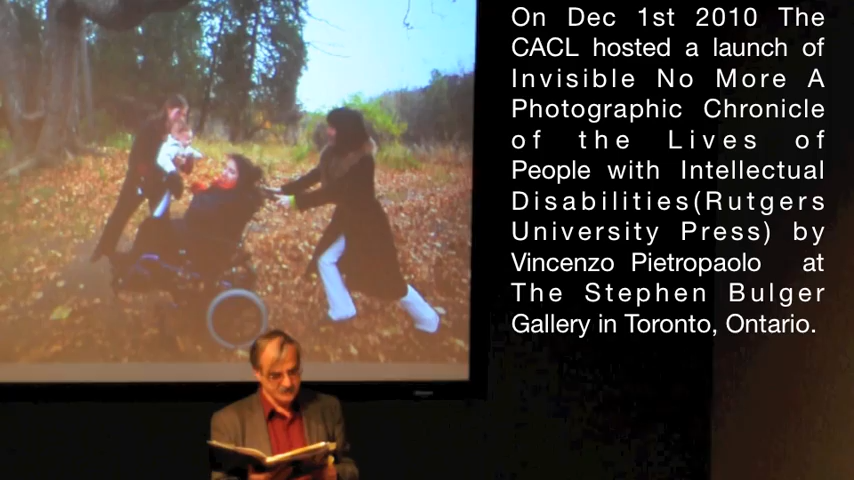 On Dec 1st 2010 The
CACL hosted a launch of
Invisible No More A
Photographic Chronicle
of the Lives of
People with Intellectual
Disabilities(Rutgers
University Press) by
Vincenzo Pietropaolo at
The Stephen Bulger
Gallery in Toronto, Ontario.